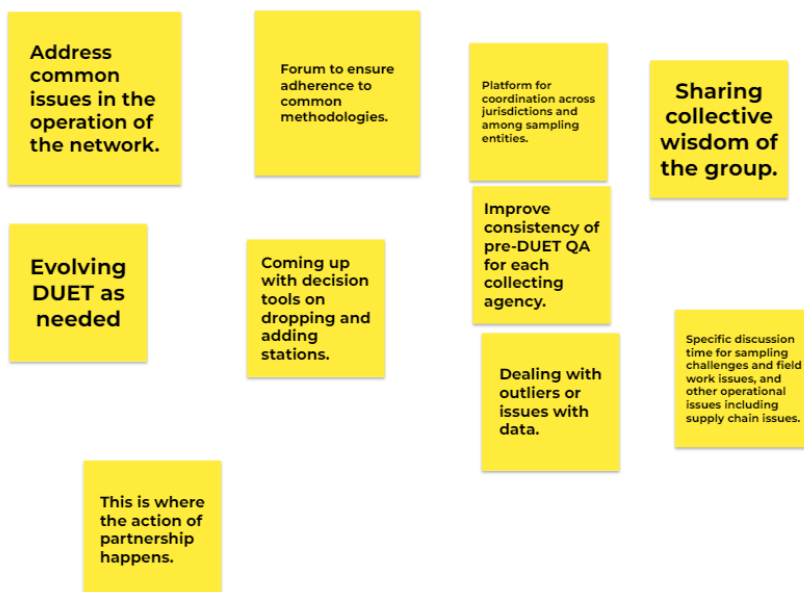 Address
common
issues in the
operation of
the network.
Forum to ensure
adherence to
common
methodologies.
Platform for
coordination across
jurisdictions and
among sampling
entities.
Sharing
collective
wisdom of
the group.
Evolving
DUET as
needed
Coming up
with decision
tools on
dropping and
adding
stations.
Improve
consistency of
pre-DUET QA
for each
collecting
agency.
Dealing with
outliers or
issues with
data.
Specific discussion
time for sampling
challenges and field
work issues, and
other operational
issues including
supply chain issues.
This is where
the action of
partnership
happens.